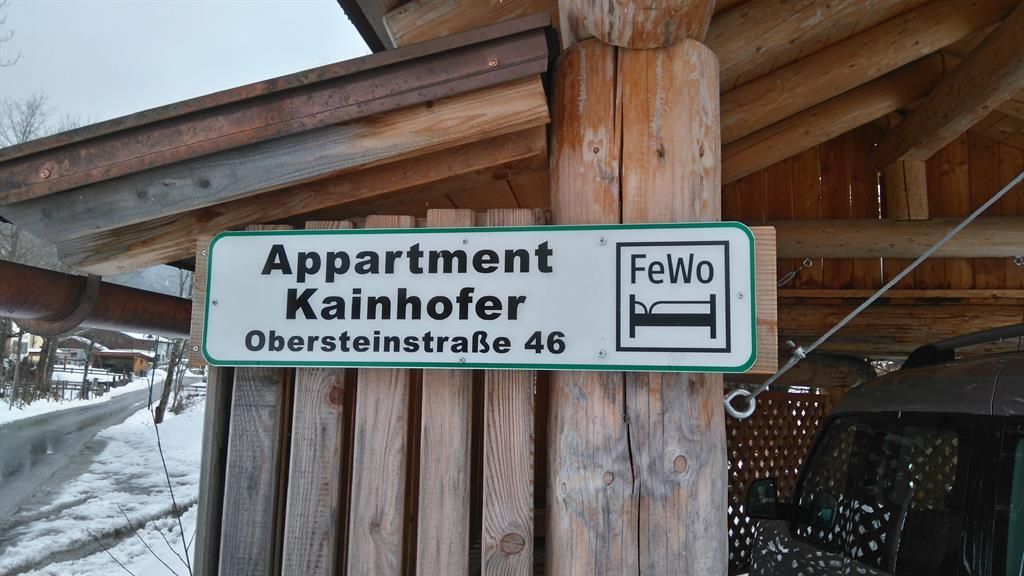 Appartment
Kainhofer
Obersteinstraße 46
FeWo